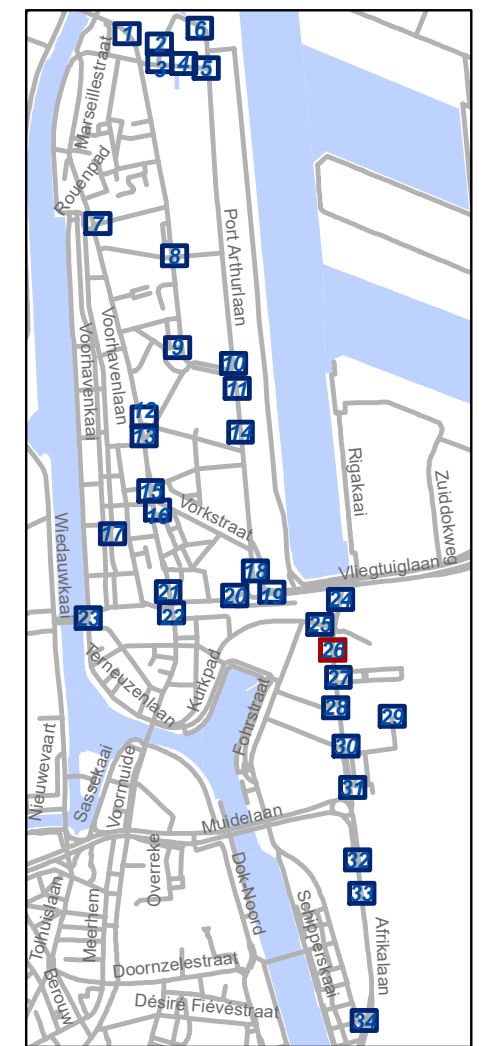 1
2
6
3
4
5
Marseillestraat
Rouenpad
7
8
Port Arthurlaan
9
10
11
Voorhavenkaai
Voorhavenlaan
12
13
14
15
16
Vorkstraat
17
Rigakaai
Zuiddokweg
Wiedauwkaai
Vliegtuiglaan
18
19
20
21
22
23
24
25
26
27
28
29
30
31
Terneuzenlaan
Kurkpad
Fohrstraat
Nieuwevaart
Sassekaai
Voormuide
Muidelaan
32
33
Overreke
Dok-Noord
Tolhuislaan
Meerhem
Schipperskaai
Afrikalaan
Doornzelestraat
Berouw
Désiré Fiévéstraat
34